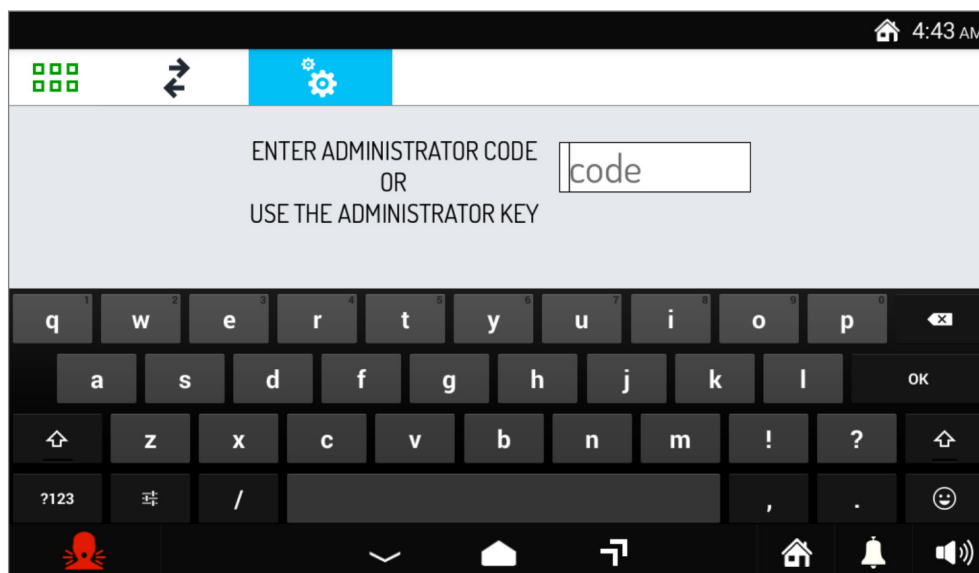 4:43 AM
ENTER ADMINISTRATOR CODE
OR
USE THE ADMINISTRATOR KEY
code
1 2 3 4 5 6 7 8 9 0
q w e r t y u i o p
a s d f g h j k l OK
z x c v b n m ! ?
?123 / , .